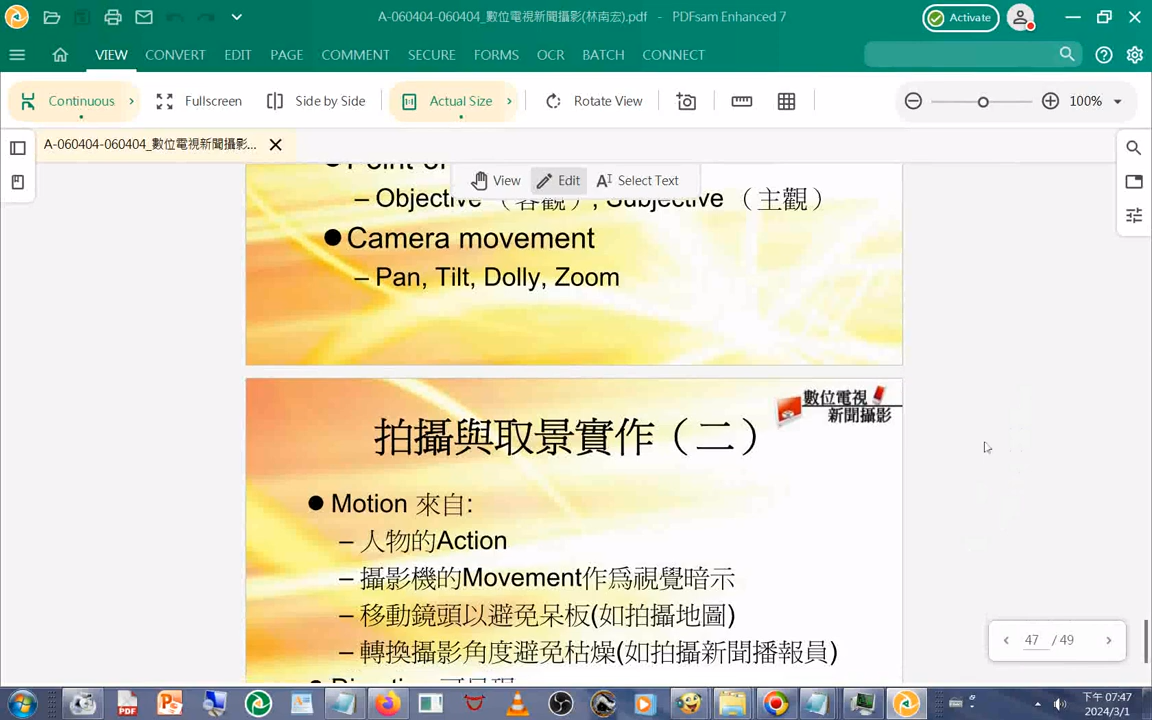 A-060404-060404_數位電視新聞攝影(林南宏).pdf - PDFsam Enhanced 7
Activate
VIEW CONVERT EDIT PAGE COMMENT SECURE FORMS OCR BATCH CONNECT
Continuous Fullscreen Side by Side Actual Size Rotate View 100%
A-060404-060404_數位電視新聞攝影...
View Edit Select Text
– Objective （客觀）, Subjective （主觀）
●Camera movement
– Pan, Tilt, Dolly, Zoom
數位電視
新聞攝影
拍攝與取景實作（二）
● Motion 來自:
– 人物的Action
– 攝影機的Movement作為視覺暗示
– 移動鏡頭以避免呆板(如拍攝地圖)
– 轉換攝影角度避免枯燥(如拍攝新聞播報員)
47 / 49
下午 07:47
2024/3/1